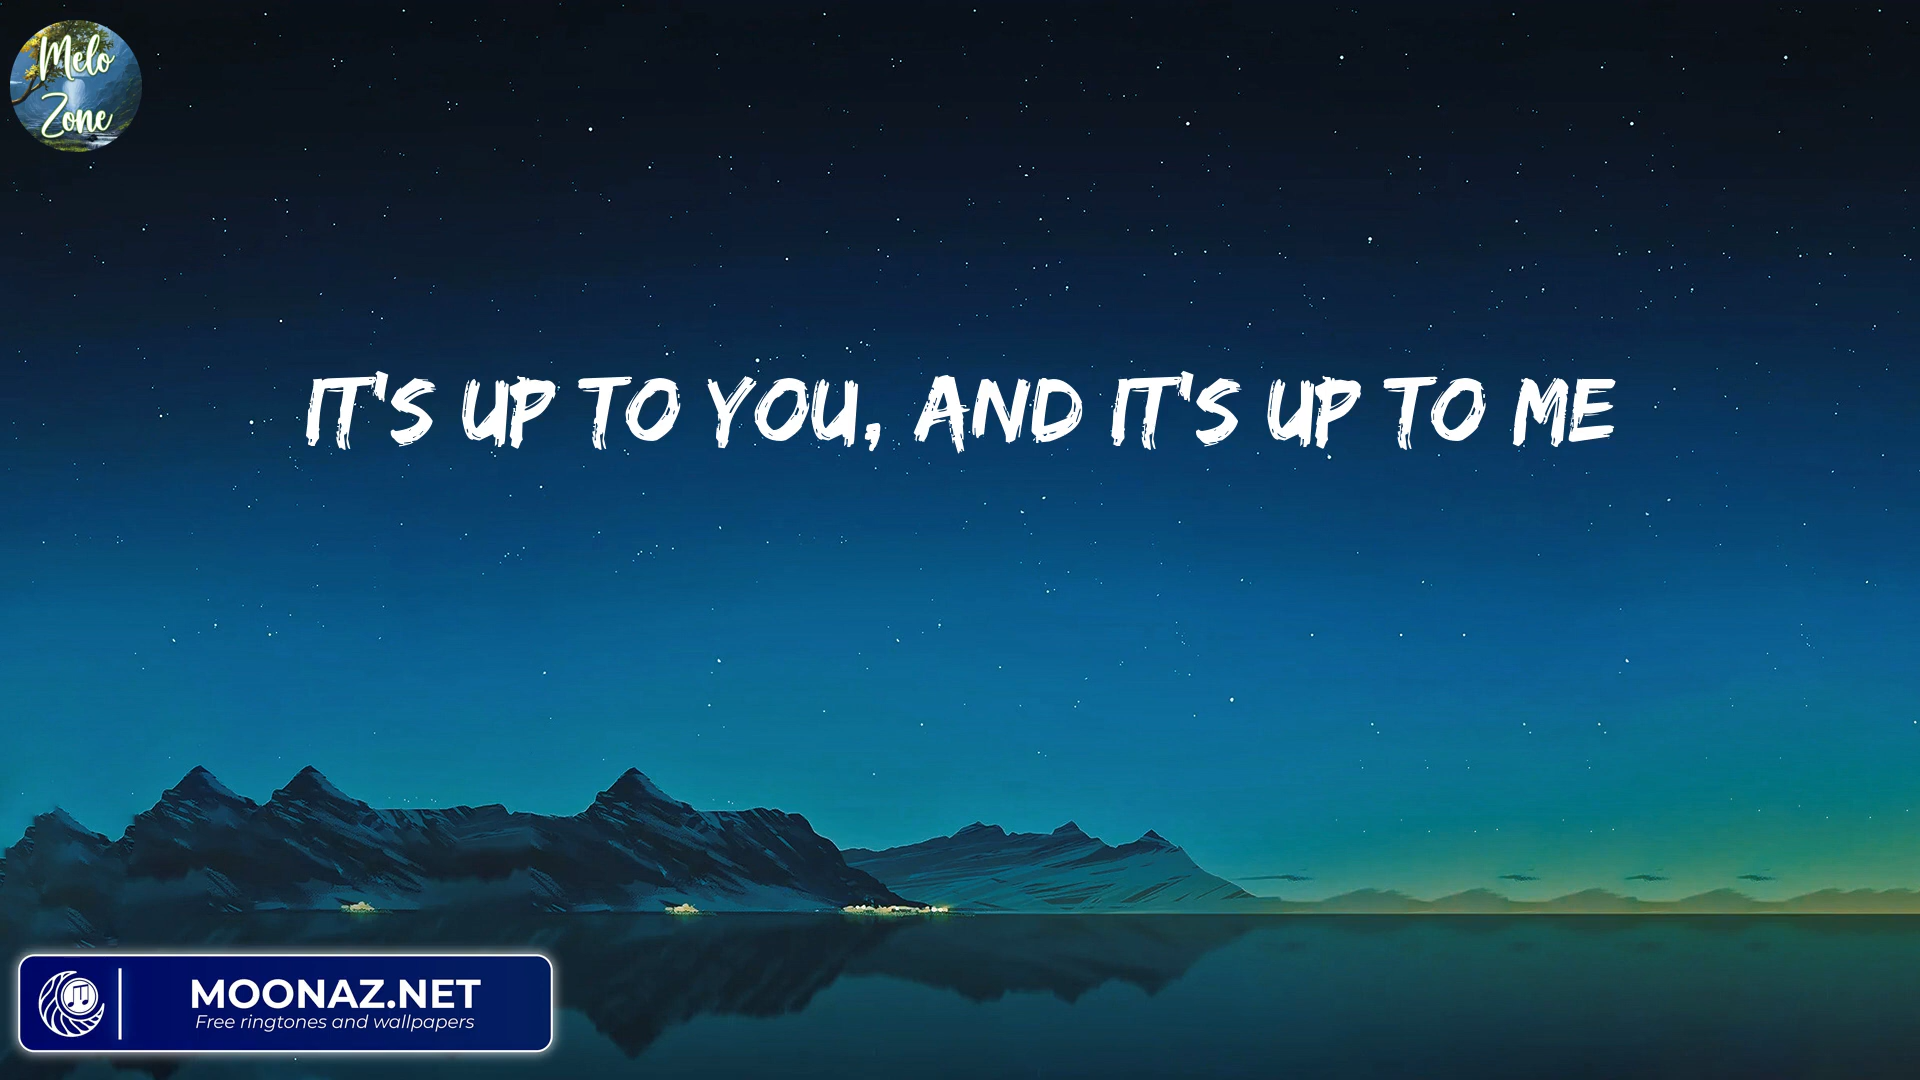 Melo
Zone
IT'S UP TO YOU, AND IT'S UP TO ME
MOONAZ.NET
Free ringtones and wallpapers